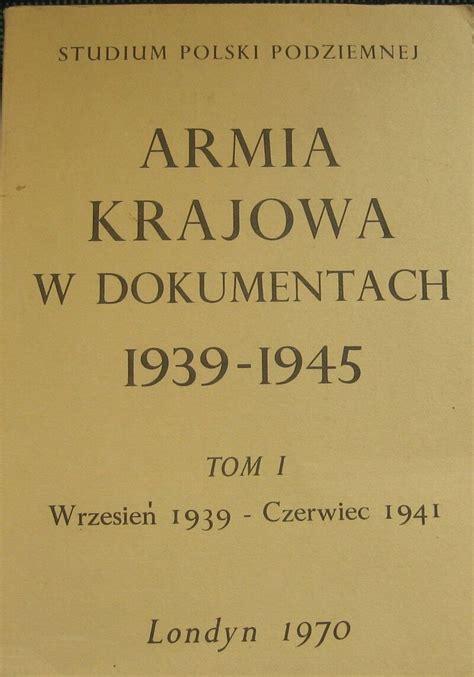 STUDIUM POLSKI PODZIEMNEJ
ARMIA
KRAJOWA
W DOKUMENTACH
1939-1945
TOM I
Wrzesień 1939 - Czerwiec 1941
Londyn 1970